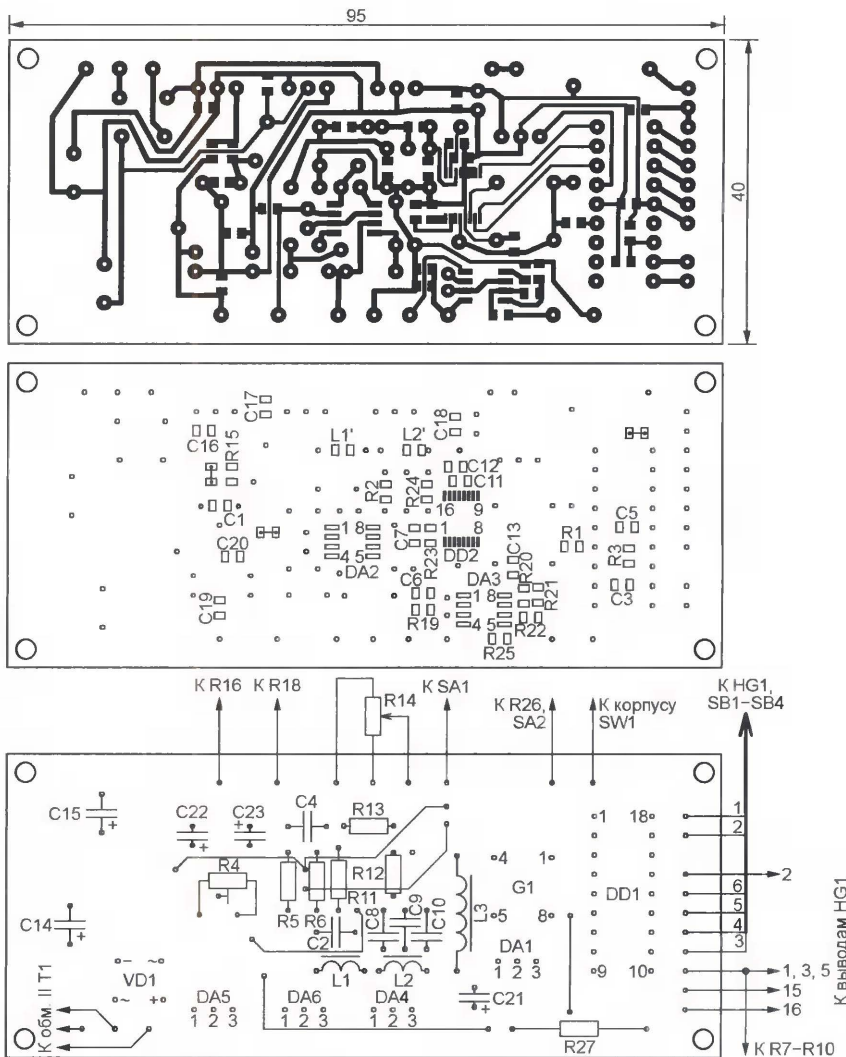 95
40
C17
C16
R15
L1'
L2'
C18
C12
C11
R2
R24
16 9
1 8
DD2
C1
C20
1 8
4 5
DA2
C7
R23
C13
R1
C5
R3
C3
R20
R21
R22
C6
R19
DA3
1 8
4 5
R25
C19
К R16
К R18
R14
К SA1
К R26,
SA2
К корпусу
SW1
К HG1,
SB1–SB4
C15
C22
C23
C4
R13
R4
R5
R6
R11
R12
C2
C8
C9
C10
L1
L2
L3
4 1
G1
5 8
DA1
1 2 3
1 18
DD1
9 10
1
2
2
6
5
4
3
1, 3, 5
15
16
К выводам HG1
К R7–R10
C14
VD1
К обм. II T1
DA5
1 2 3
DA6
1 2 3
DA4
1 2 3
C21
R27